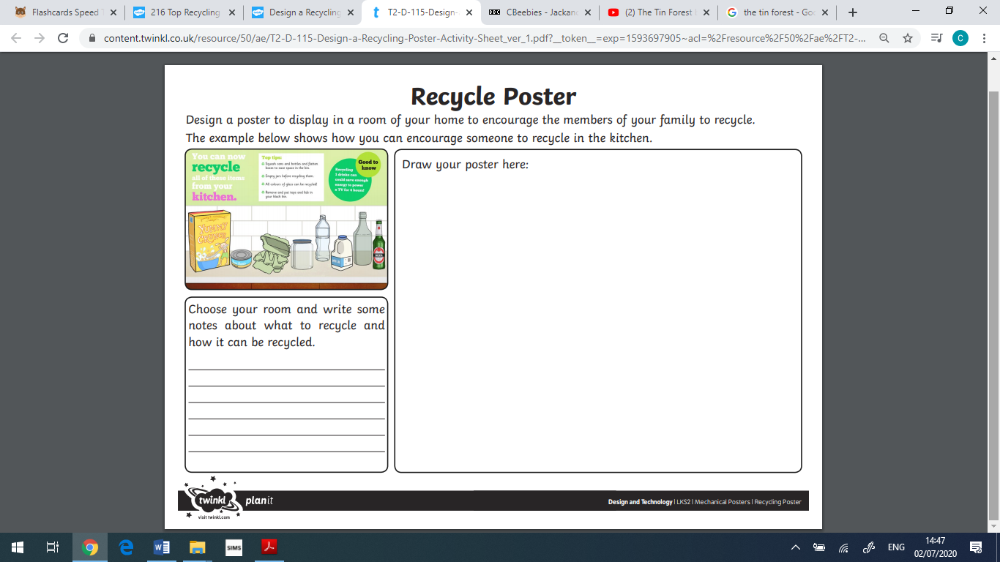 Flashcards Speed T
216 Top Recycling
Design a Recycling
T2-D-115-Design-
BBC
CBeebies - Jackano
(2) The Tin Forest
the tin forest - Goo
content.twinkl.co.uk/resource/50/ae/T2-D-115-Design-a-Recycling-Poster-Activity-Sheet_ver_1.pdf?__token__=exp=1593697905~acl=%2Fresource%2F50%2Fae%2FT2-...
C
Recycle Poster
Design a poster to display in a room of your home to encourage the members of your family to recycle.
The example below shows how you can encourage someone to recycle in the kitchen.
You can now
recycle
all of these items
from your
kitchen.
Top tips:
Squash cans and bottles and flatten
boxes to save space in the bin.
Empty jars before recycling them.
All colours of glass can be recycled!
Remove and put tops and lids in
your black bin.
Good to
know
Recycling
2 drinks cans
could save enough
energy to power
a TV for 6 hours!
YUMMY
CRUNCH
MILK
Draw your poster here:
Choose your room and write some
notes about what to recycle and
how it can be recycled.
twinkl
planit
visit twinkl.com
Design and Technology | LKS2 | Mechanical Posters | Recycling Poster
SIMS
ENG
14:47
02/07/2020